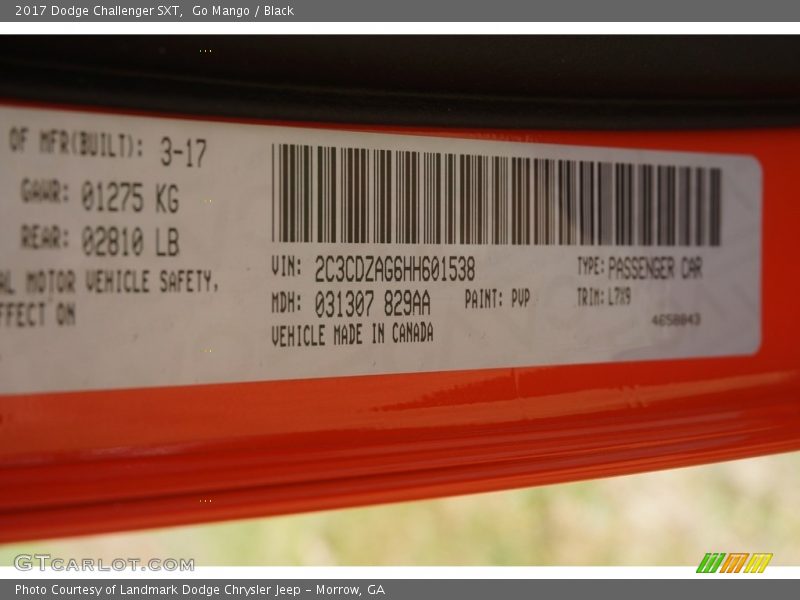 2017 Dodge Challenger SXT,  Go Mango / Black
OF MFR(BUILT): 3-17
GAWR: 01275 KG
REAR: 02810 LB
AL MOTOR VEHICLE SAFETY,
FFECT ON
VIN: 2C3CDZAG6HH601538
TYPE: PASSENGER CAR
MDH: 031307 829AA
PAINT: PVP
TRIM: L7X9
VEHICLE MADE IN CANADA
4658843
GTCARLOT.COM
Photo Courtesy of Landmark Dodge Chrysler Jeep - Morrow, GA